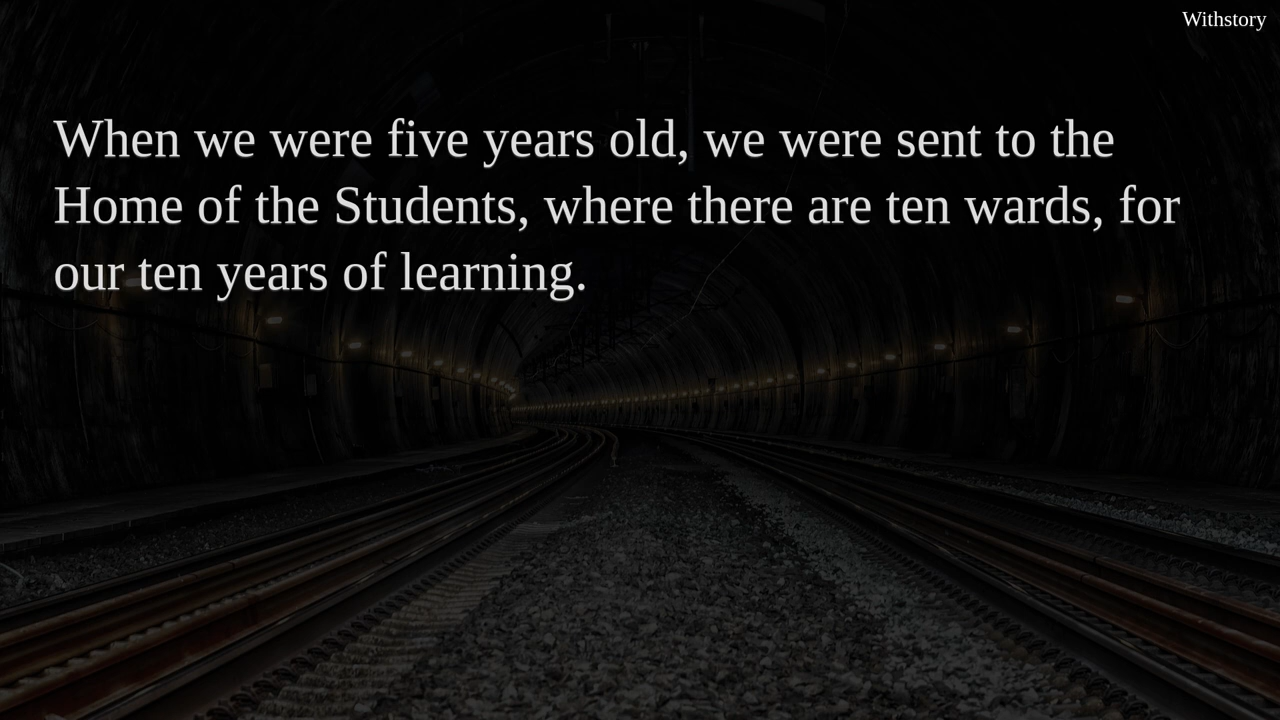 Withstory
When we were five years old, we were sent to the
Home of the Students, where there are ten wards, for
our ten years of learning.